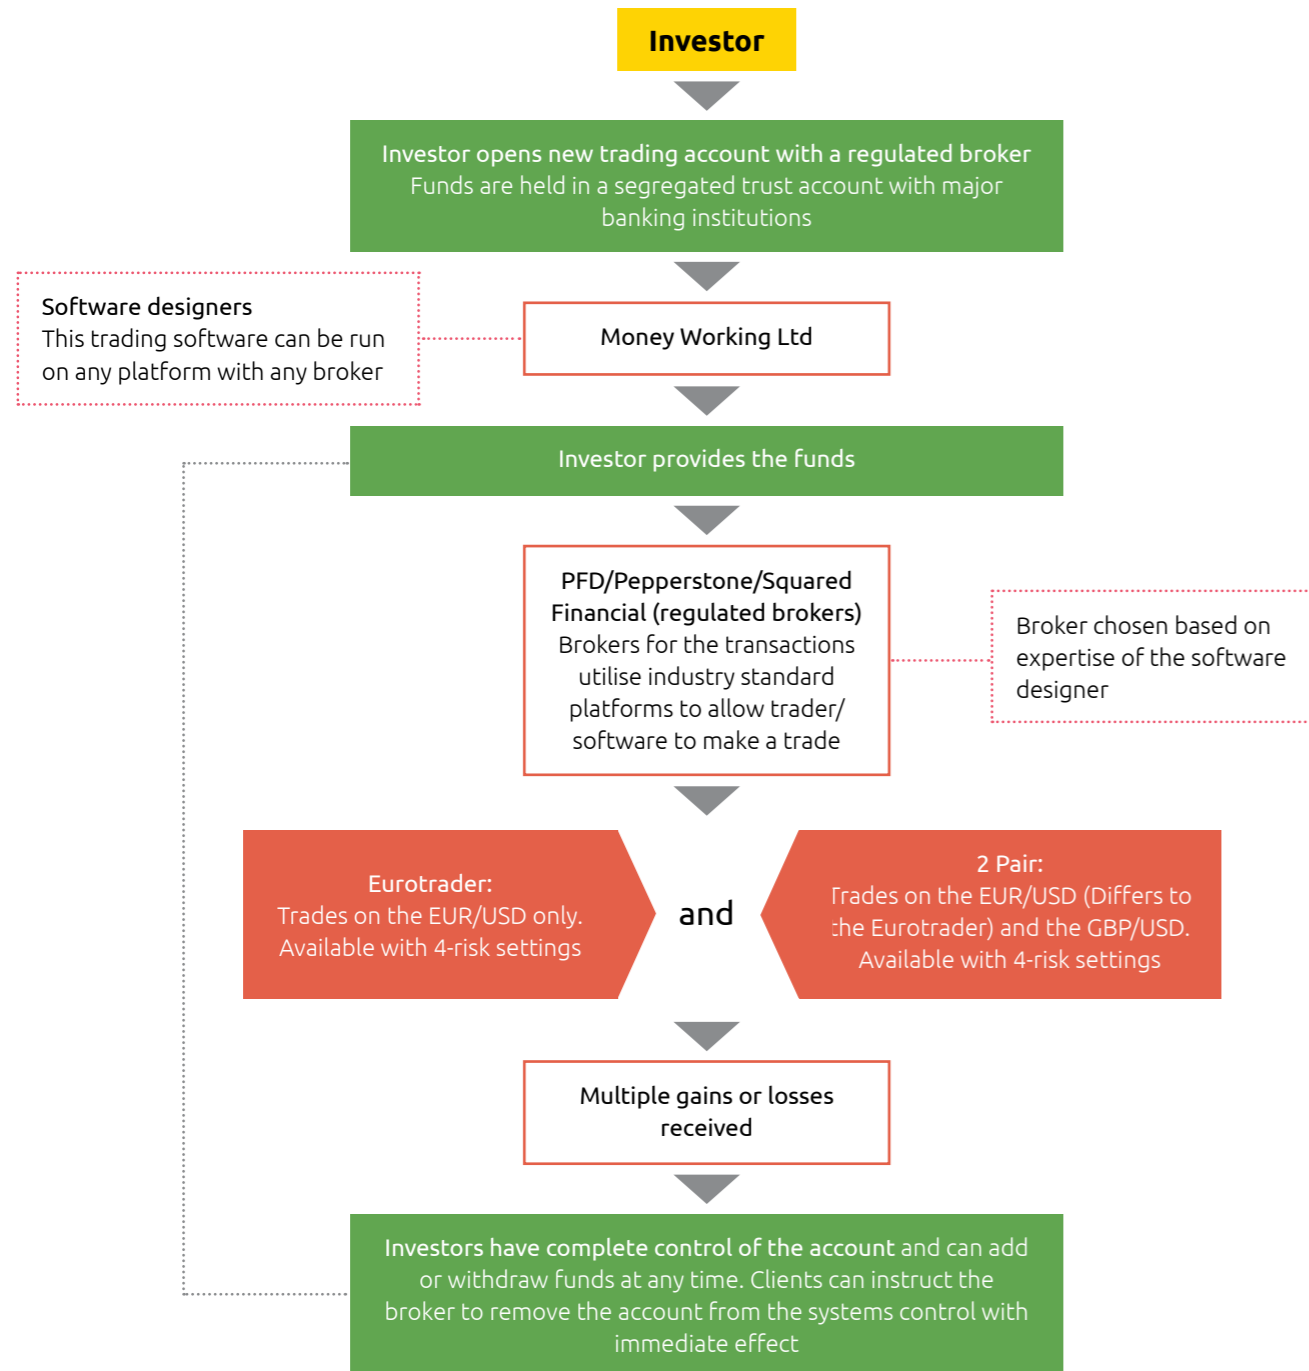 Investor
Investor opens new trading account with a regulated broker
Funds are held in a segregated trust account with major
banking institutions
Software designers
This trading software can be run
on any platform with any broker
Money Working Ltd
Investor provides the funds
PFD/Pepperstone/Squared
Financial (regulated brokers)
Brokers for the transactions
utilise industry standard
platforms to allow trader/
software to make a trade
Broker chosen based on
expertise of the software
designer
Eurotrader:
Trades on the EUR/USD only.
Available with 4-risk settings
and
2 Pair:
Trades on the EUR/USD (Differs to
the Eurotrader) and the GBP/USD.
Available with 4-risk settings
Multiple gains or losses
received
Investors have complete control of the account and can add
or withdraw funds at any time. Clients can instruct the
broker to remove the account from the systems control with
immediate effect